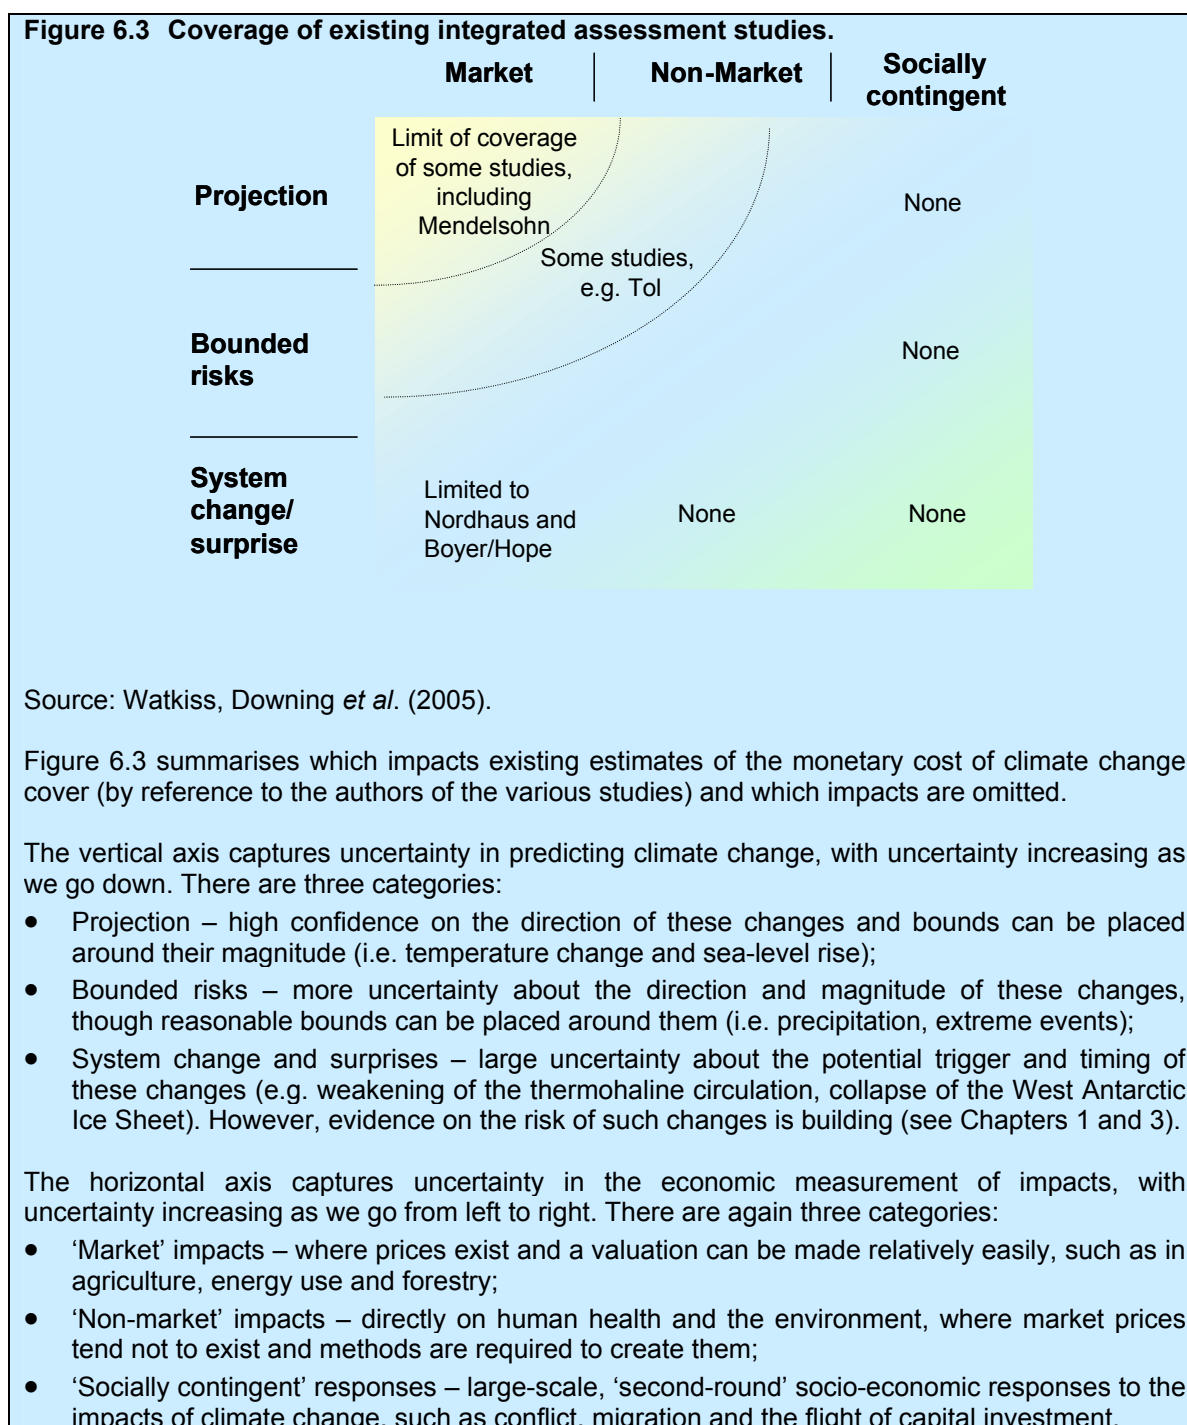 Figure 6.3 Coverage of existing integrated assessment studies.
Market
Non-Market
Socially
contingent
Projection
Limit of coverage
of some studies,
including
Mendelsohn
None
Some studies,
e.g. Tol
Bounded
risks
None
System
change/
surprise
Limited to
Nordhaus and
Boyer/Hope
None
None
Source: Watkiss, Downing et al. (2005).
Figure 6.3 summarises which impacts existing estimates of the monetary cost of climate change
cover (by reference to the authors of the various studies) and which impacts are omitted.
The vertical axis captures uncertainty in predicting climate change, with uncertainty increasing as
we go down. There are three categories:
• Projection – high confidence on the direction of these changes and bounds can be placed
around their magnitude (i.e. temperature change and sea-level rise);
• Bounded risks – more uncertainty about the direction and magnitude of these changes,
though reasonable bounds can be placed around them (i.e. precipitation, extreme events);
• System change and surprises – large uncertainty about the potential trigger and timing of
these changes (e.g. weakening of the thermohaline circulation, collapse of the West Antarctic
Ice Sheet). However, evidence on the risk of such changes is building (see Chapters 1 and 3).
The horizontal axis captures uncertainty in the economic measurement of impacts, with
uncertainty increasing as we go from left to right. There are again three categories:
• ‘Market’ impacts – where prices exist and a valuation can be made relatively easily, such as in
agriculture, energy use and forestry;
• ‘Non-market’ impacts – directly on human health and the environment, where market prices
tend not to exist and methods are required to create them;
• ‘Socially contingent’ responses – large-scale, ‘second-round’ socio-economic responses to the
impacts of climate change, such as conflict, migration and the flight of capital investment.